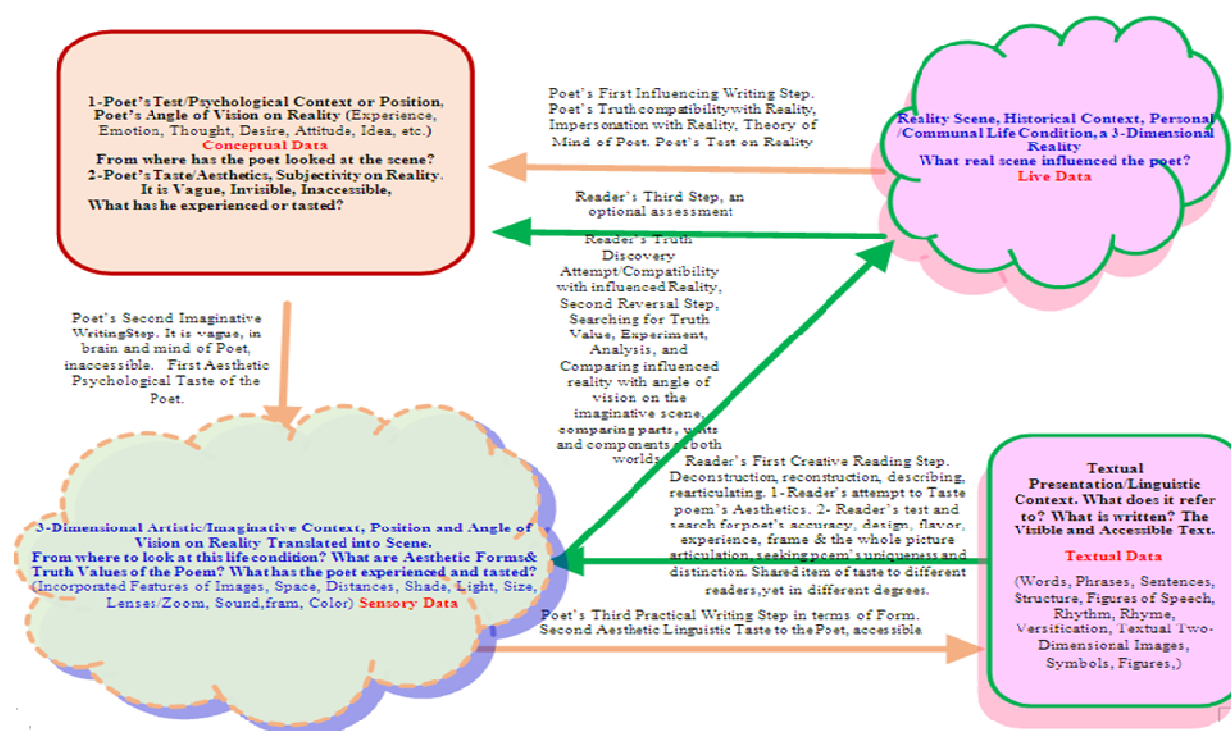 1-Poet's Test/Psychological Context or Position,
Poet's Angle of Vision on Reality (Experience,
Emotion, Thought, Desire, Attitude, Idea, etc.)
Conceptual Data
From where has the poet looked at the scene?
2-Poet's Taste/Aesthetics, Subjectivity on Reality.
It is Vague, Invisible, Inaccessible,
What has he experienced or tasted?
Poet's First Influencing Writing Step.
Poet's Truth compatibility with Reality,
Impersonation with Reality, Theory of
Mind of Poet. Poet's Test on Reality
Reality Scene, Historical Context, Personal
/Communal Life Condition, a 3-Dimensional
Reality
What real scene influenced the poet?
Live Data
Reader's Third Step, an
optional assessment
Reader's Truth
Discovery
Attempt/Compatibility
with influenced Reality,
Second Reversal Step,
Searching for Truth
Value, Experiment,
Analysis, and
Comparing influenced
reality with angle of
vision on the
imaginative scene,
comparing parts, units
and components of both
worlds.
Poet's Second Imaginative
WritingStep. It is vague, in
brain and mind of Poet,
inaccessible. First Aesthetic
Psychological Taste of the
Poet.
3-Dimensional Artistic/Imaginative Context, Position and Angle of
Vision on Reality Translated into Scene.
From where to look at this life condition? What are Aesthetic Forms&
Truth Values of the Poem? What has the poet experienced and tasted?
(Incorporated Features of Images, Space, Distances, Shade, Light, Size,
Lenses/Zoom, Sound,fram, Color) Sensory Data
Reader's First Creative Reading Step.
Deconstruction, reconstruction, describing,
rearticulating. 1-Reader's attempt to Taste
poem's Aesthetics. 2- Reader's test and
search for poet's accuracy, design, flavor,
experience, frame & the whole picture
articulation, seeking poem's uniqueness and
distinction. Shared item of taste to different
readers,yet in different degrees.
Poet's Third Practical Writing Step in terms of Form.
Second Aesthetic Linguistic Taste to the Poet, accessible
Textual
Presentation/Linguistic
Context. What does it refer
to? What is written? The
Visible and Accessible Text.
Textual Data
(Words, Phrases, Sentences,
Structure, Figures of Speech,
Rhythm, Rhyme,
Versification, Textual Two-
Dimensional Images,
Symbols, Figures,)